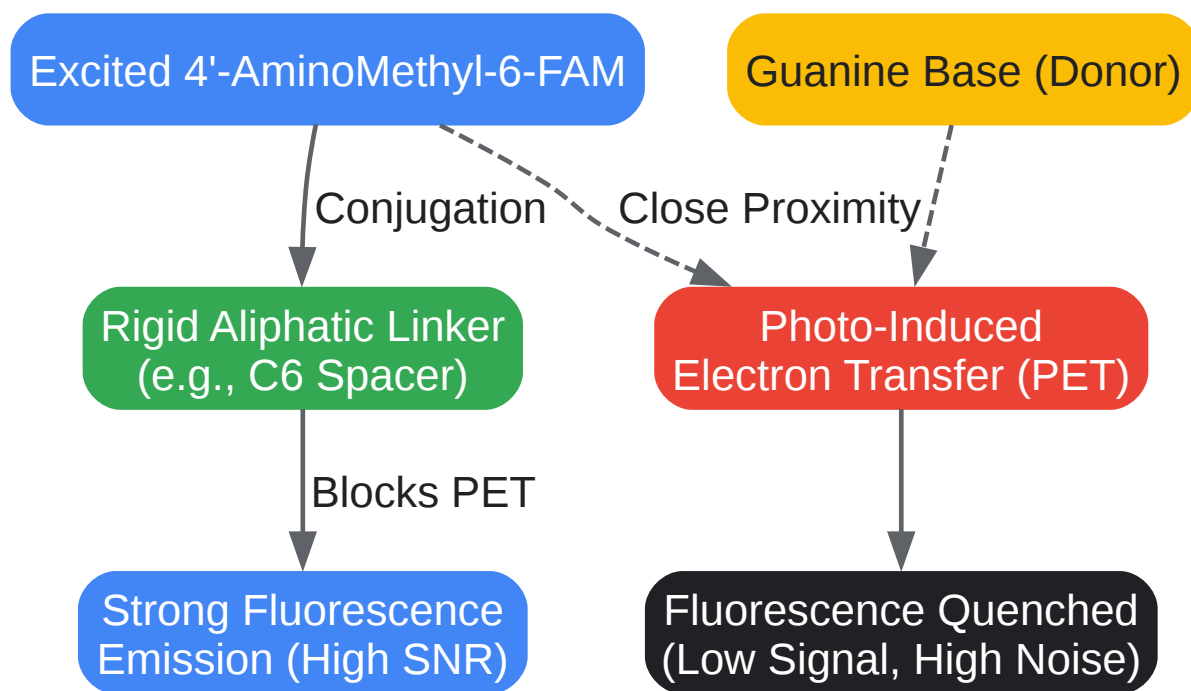 Excited 4'-AminoMethyl-6-FAM
Guanine Base (Donor)
Conjugation
Close Proximity
Rigid Aliphatic Linker
(e.g., C6 Spacer)
Photo-Induced
Electron Transfer (PET)
Blocks PET
Strong Fluorescence
Emission (High SNR)
Fluorescence Quenched
(Low Signal, High Noise)